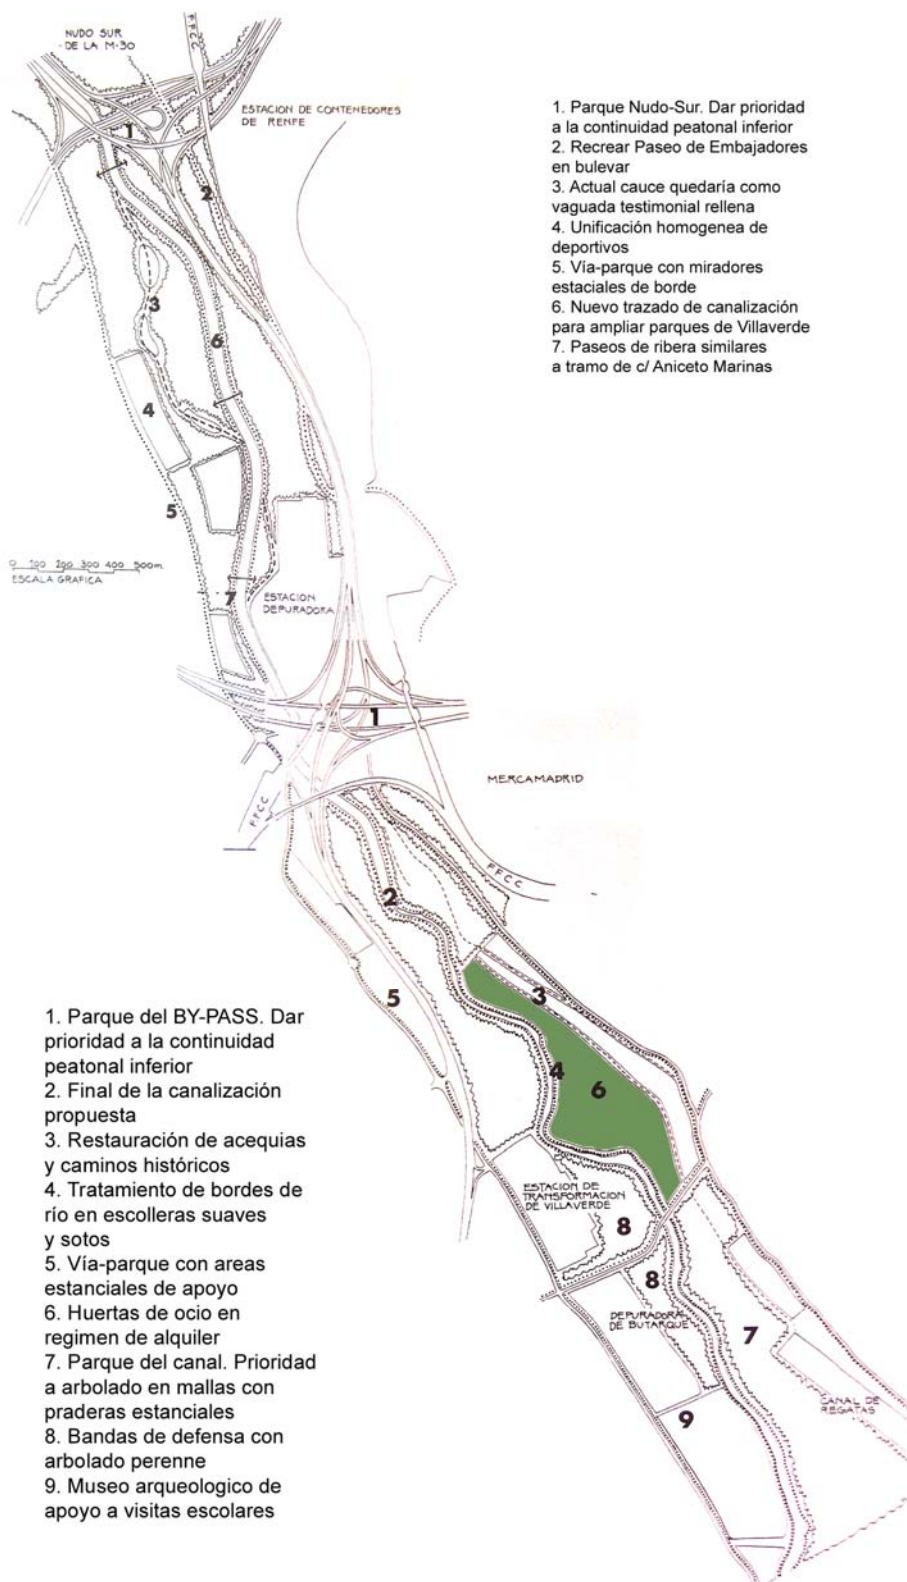 NUDO SUR
DE LA M-30
FFCC
ESTACION DE CONTENEDORES
DE RENFE
1. Parque Nudo-Sur. Dar prioridad
a la continuidad peatonal inferior
2. Recrear Paseo de Embajadores
en bulevar
3. Actual cauce quedaría como
vaguada testimonial rellena
4. Unificación homogenea de
deportivos
5. Vía-parque con miradores
estaciales de borde
6. Nuevo trazado de canalización
para ampliar parques de Villaverde
7. Paseos de ribera similares
a tramo de c/ Aniceto Marinas
1
2
3
6
4
5
0 100 200 300 400 500m.
ESCALA GRAFICA
7
ESTACION
DEPURADORA
1
MERCAMADRID
FFCC
FFCC
2
5
3
4
6
1. Parque del BY-PASS. Dar
prioridad a la continuidad
peatonal inferior
2. Final de la canalización
propuesta
3. Restauración de acequias
y caminos históricos
4. Tratamiento de bordes de
río en escolleras suaves
y sotos
5. Vía-parque con areas
estanciales de apoyo
6. Huertas de ocio en
regimen de alquiler
7. Parque del canal. Prioridad
a arbolado en mallas con
praderas estanciales
8. Bandas de defensa con
arbolado perenne
9. Museo arqueologico de
apoyo a visitas escolares
ESTACION DE
TRANSFORMACION
DE VILLAVERDE
8
8
DEPURADORA
DE BUTARQUE
7
CANAL DE
REGATAS
9